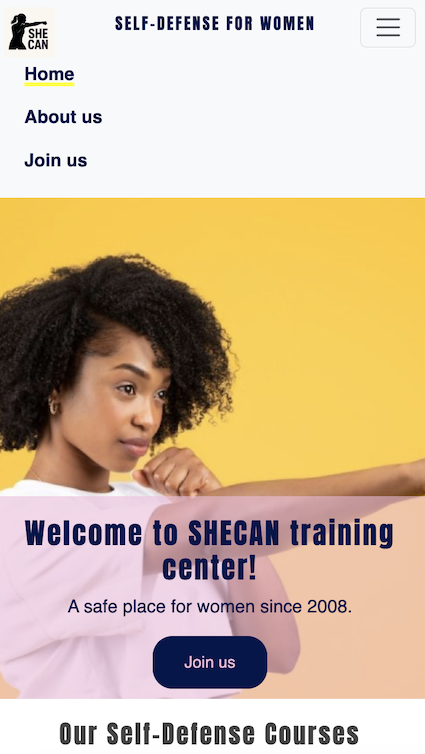 SHE
CAN
SELF-DEFENSE FOR WOMEN
Home
About us
Join us
Welcome to SHECAN training
center!
A safe place for women since 2008.
Join us
Our Self-Defense Courses